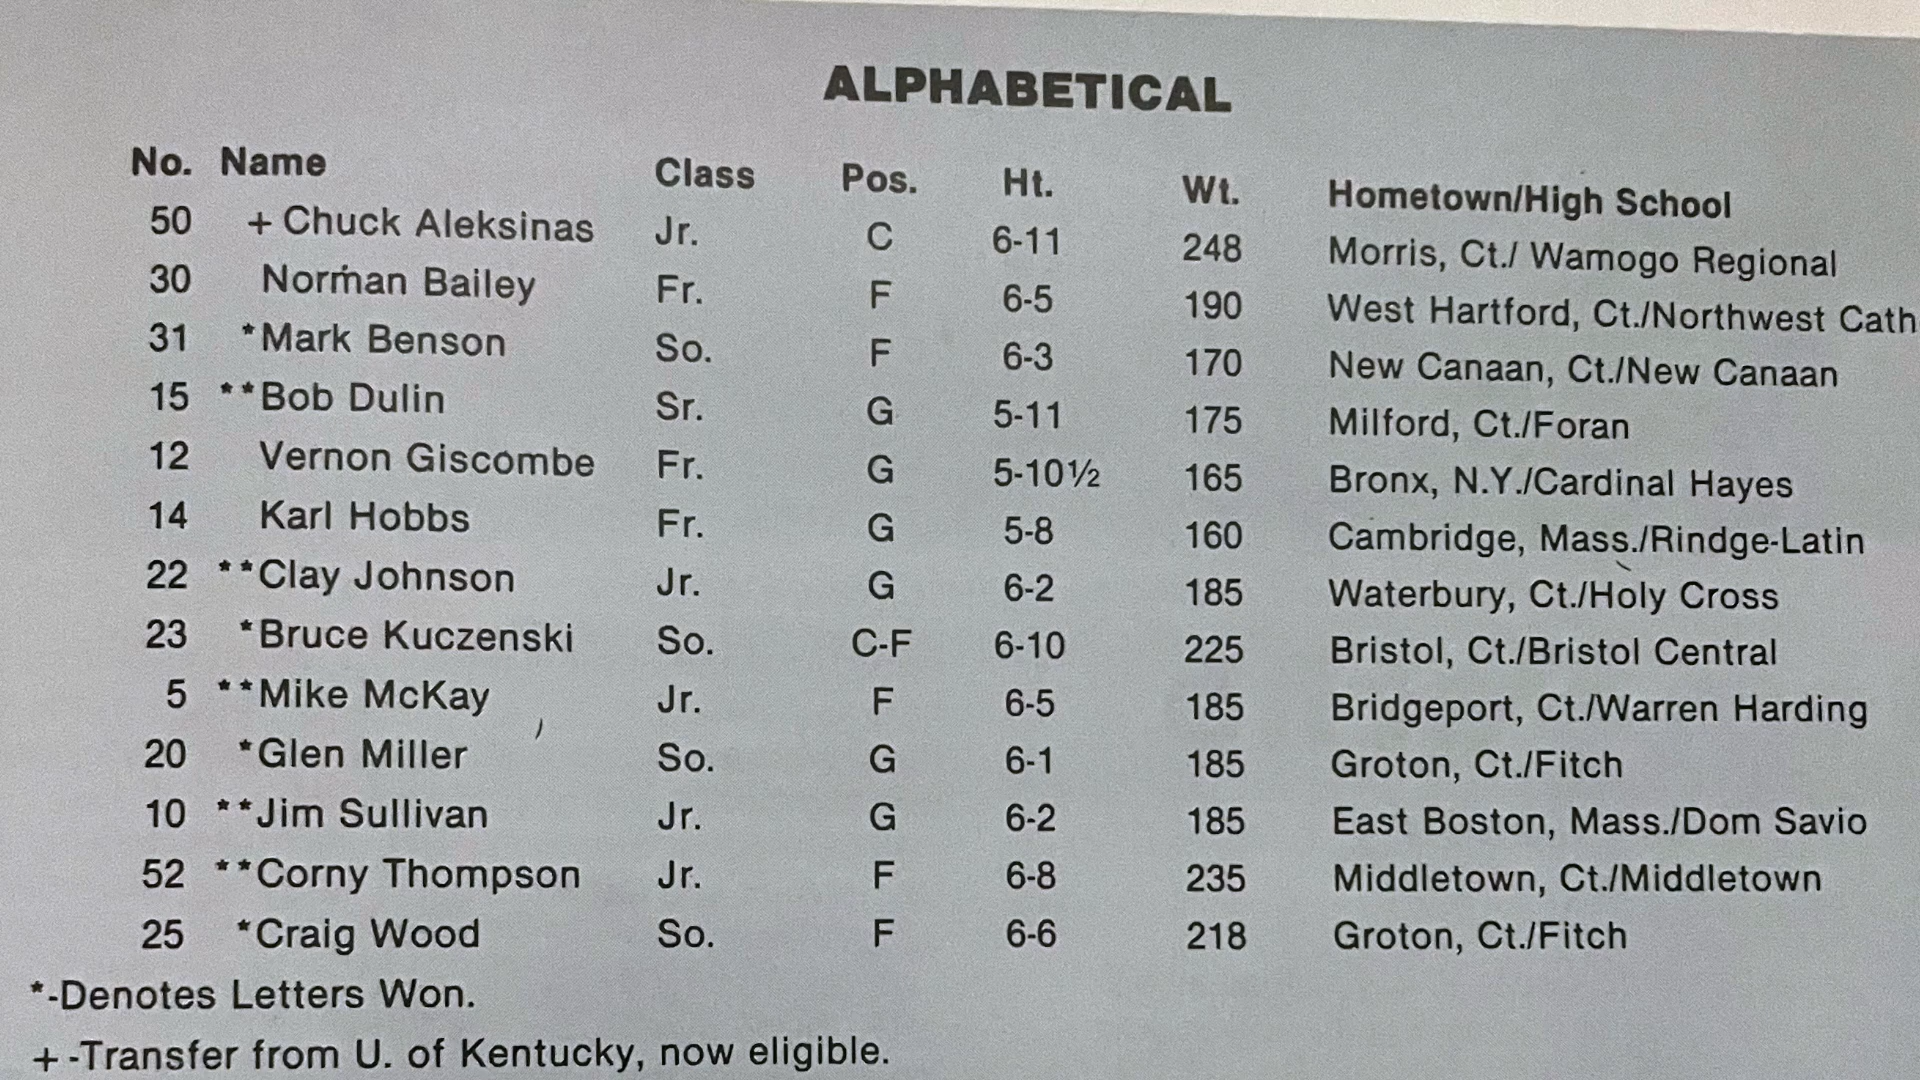 ALPHABETICAL
No. Name Class Pos. Ht. Wt. Hometown/High School
50 + Chuck Aleksinas Jr. C 6-11 248 Morris, Ct./ Wamogo Regional
30 Norman Bailey Fr. F 6-5 190 West Hartford, Ct./Northwest Cath
31 *Mark Benson So. F 6-3 170 New Canaan, Ct./New Canaan
15 **Bob Dulin Sr. G 5-11 175 Milford, Ct./Foran
12 Vernon Giscombe Fr. G 5-10½ 165 Bronx, N.Y./Cardinal Hayes
14 Karl Hobbs Fr. G 5-8 160 Cambridge, Mass./Rindge-Latin
22 **Clay Johnson Jr. G 6-2 185 Waterbury, Ct./Holy Cross
23 *Bruce Kuczenski So. C-F 6-10 225 Bristol, Ct./Bristol Central
5 **Mike McKay Jr. F 6-5 185 Bridgeport, Ct./Warren Harding
20 *Glen Miller So. G 6-1 185 Groton, Ct./Fitch
10 **Jim Sullivan Jr. G 6-2 185 East Boston, Mass./Dom Savio
52 **Corny Thompson Jr. F 6-8 235 Middletown, Ct./Middletown
25 *Craig Wood So. F 6-6 218 Groton, Ct./Fitch
*-Denotes Letters Won.
+ -Transfer from U. of Kentucky, now eligible.